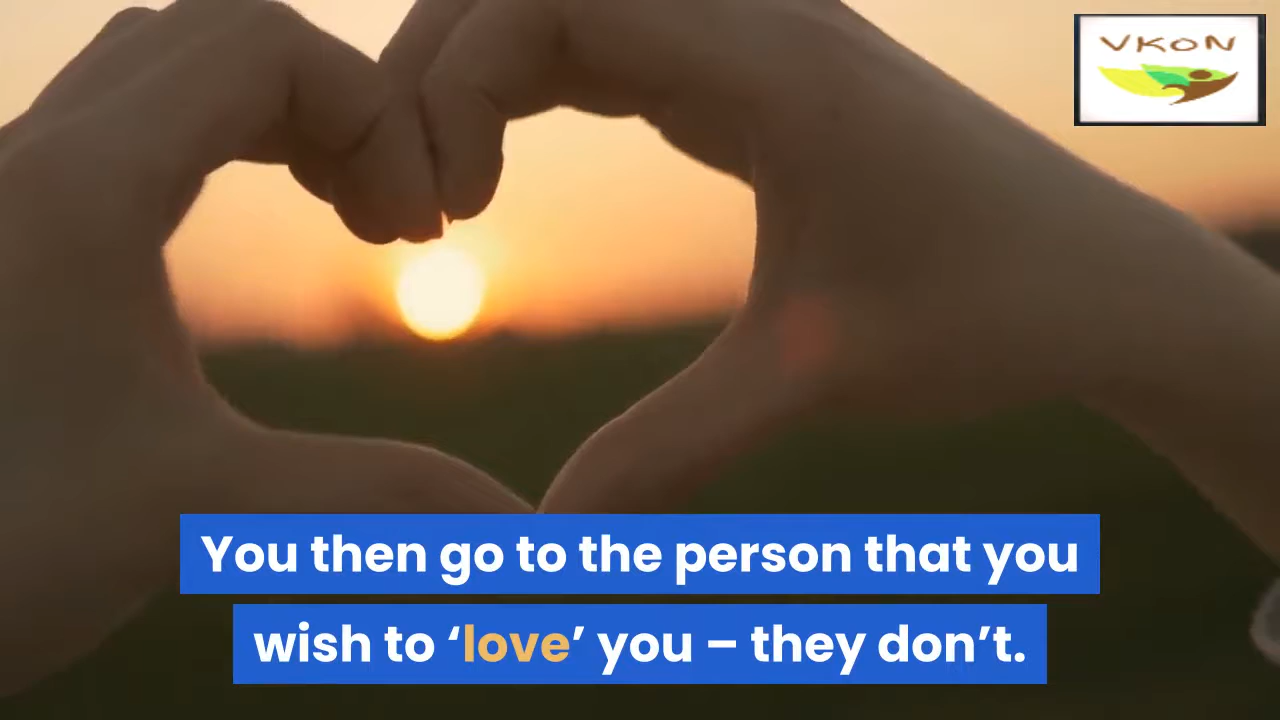 VKON
You then go to the person that you
wish to ‘love’ you – they don’t.